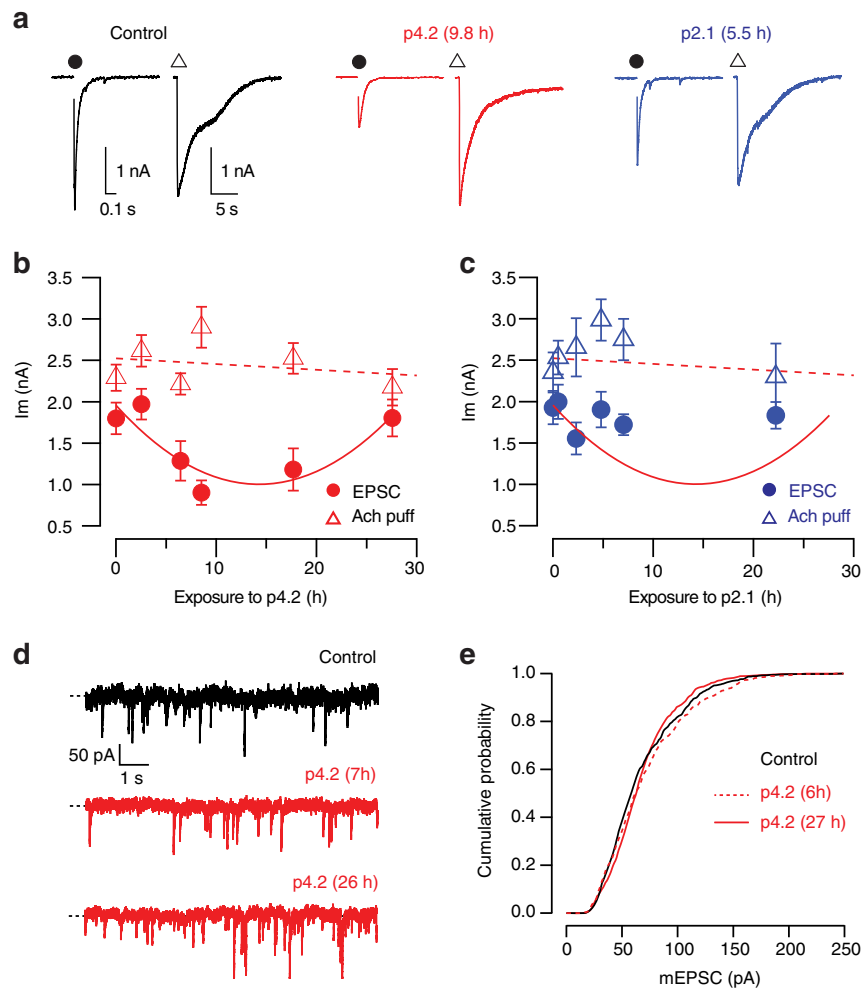 a
Control
p4.2 (9.8 h)
p2.1 (5.5 h)
1 nA
0.1 s
1 nA
5 s
b
3.5
3.0
2.5
2.0
1.5
1.0
0.5
Im (nA)
EPSC
Ach puff
0 10 20 30
Exposure to p4.2 (h)
c
Im (nA)
3.5
3.0
2.5
2.0
1.5
1.0
0.5
EPSC
Ach puff
0 10 20 30
Exposure to p2.1 (h)
d
Control
50 pA
1 s
p4.2 (7h)
p4.2 (26 h)
e
1.0
0.8
0.6
0.4
0.2
0.0
Cumulative probability
Control
p4.2 (6h)
p4.2 (27 h)
0 50 100 150 200 250
mEPSC (pA)